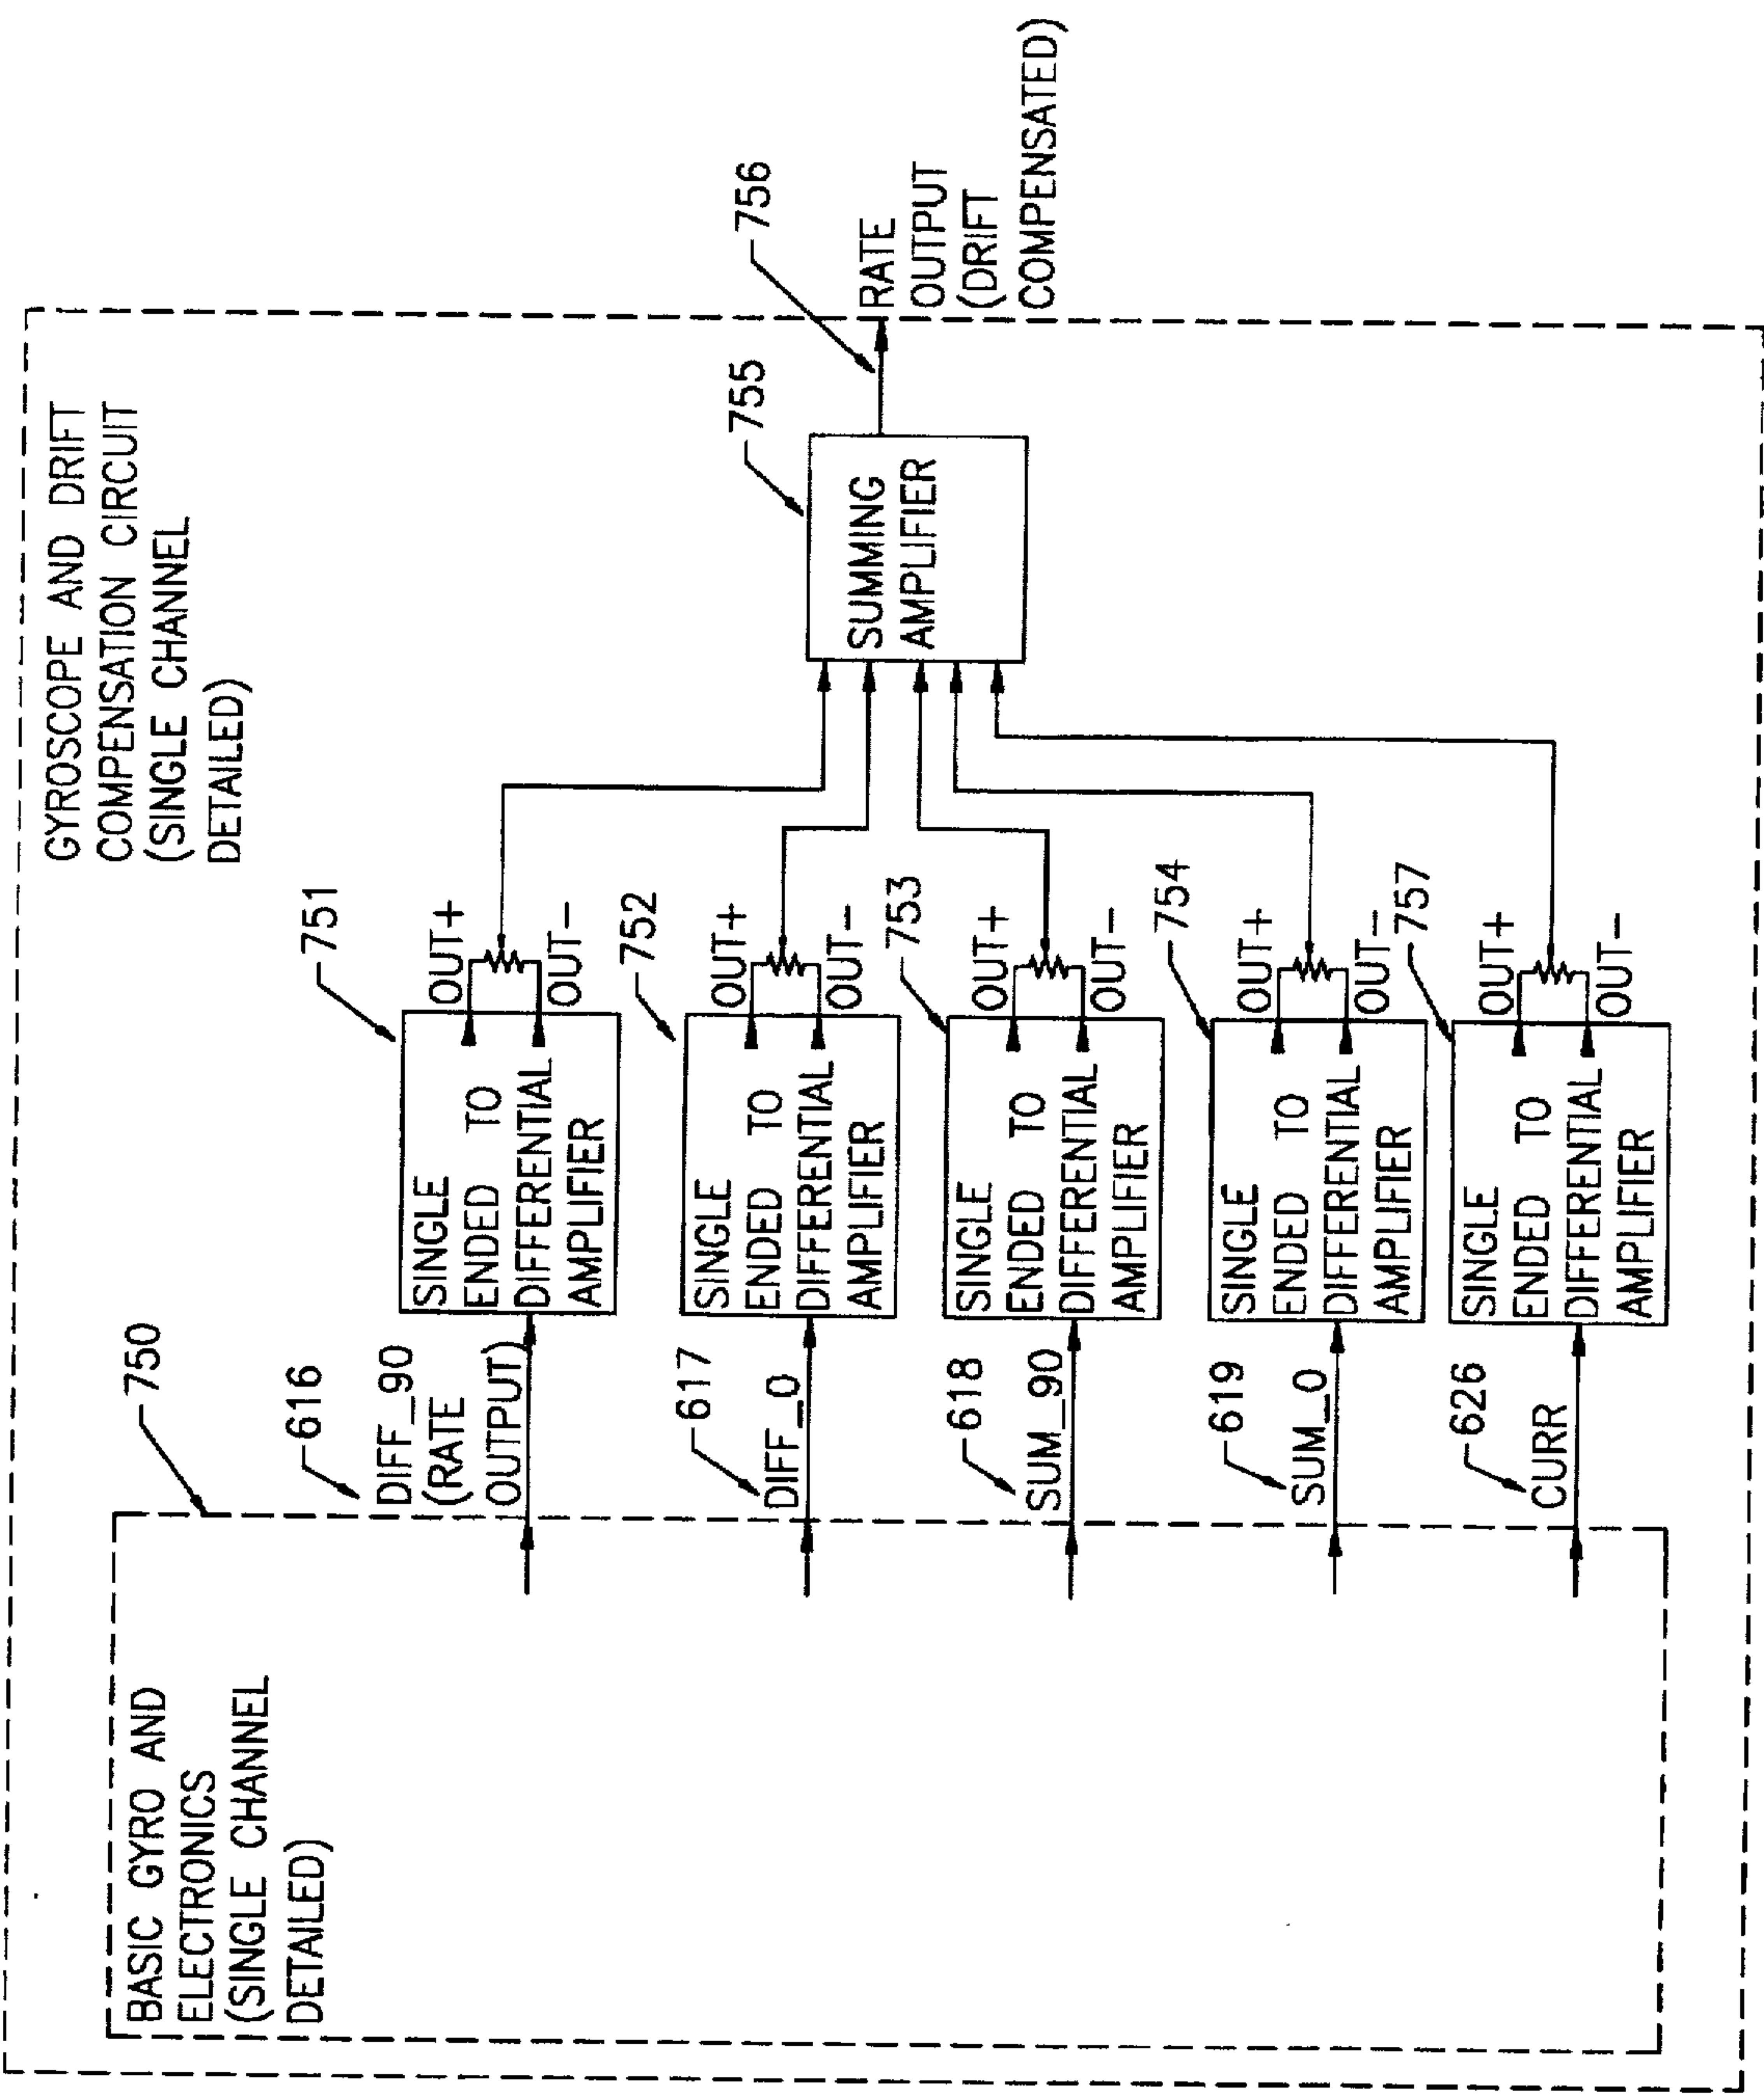 GYROSCOPE AND DRIFT
COMPENSATION CIRCUIT
(SINGLE CHANNEL
DETAILED)
BASIC GYRO AND
ELECTRONICS
(SINGLE CHANNEL
DETAILED)
750
616
DIFF_90
(RATE
OUTPUT)
751
SINGLE
ENDED TO
DIFFERENTIAL
AMPLIFIER
OUT+
OUT-
617
DIFF_0
752
SINGLE
ENDED TO
DIFFERENTIAL
AMPLIFIER
OUT+
OUT-
618
SUM_90
753
SINGLE
ENDED TO
DIFFERENTIAL
AMPLIFIER
OUT+
OUT-
619
SUM_0
754
SINGLE
ENDED TO
DIFFERENTIAL
AMPLIFIER
OUT+
OUT-
626
CURR
757
SINGLE
ENDED TO
DIFFERENTIAL
AMPLIFIER
OUT+
OUT-
755
SUMMING
AMPLIFIER
756
RATE
OUTPUT
(DRIFT
COMPENSATED)